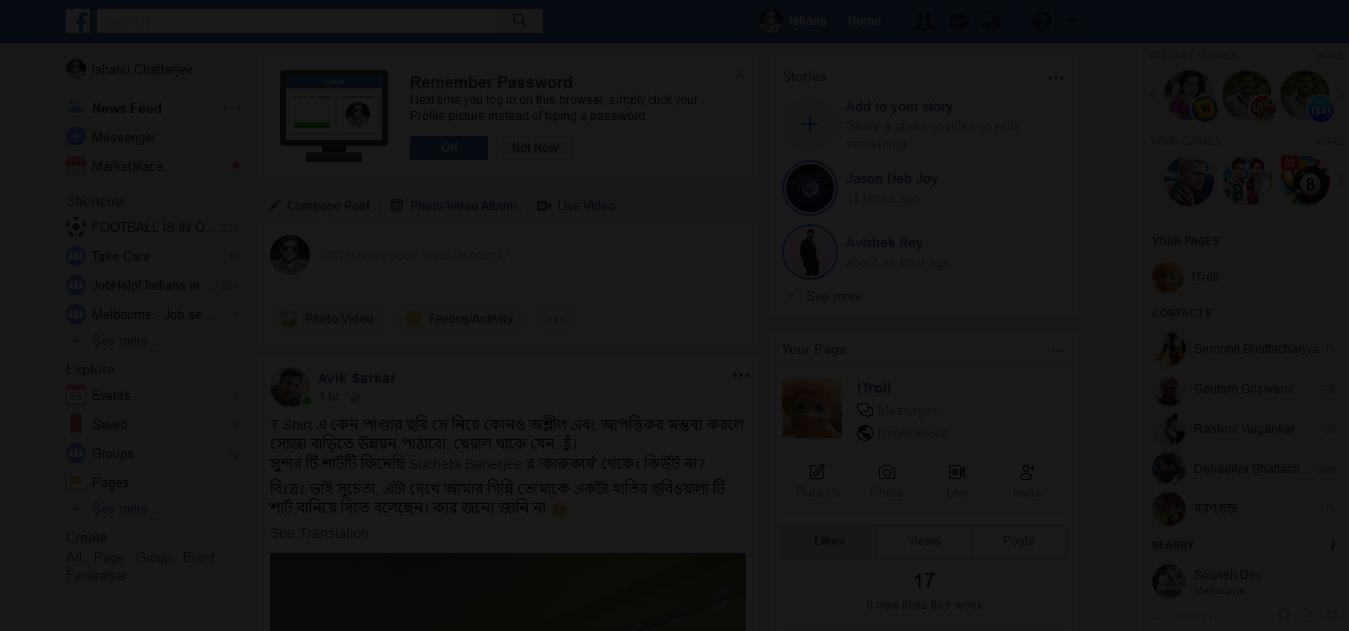 Search
Ishanu
Home
Ishanu Chatterjee
News Feed
Messenger
Marketplace
Shortcuts
FOOTBALL IS IN O...
20+
Take Care
JobHelp! Indians in ...
20+
Melbourne - Job se...
1
See more...
Explore
Events
1
Saved
Groups
Pages
See more...
Create
Ad Page Group Event
Fundraiser
Remember Password
Next time you log in on this browser, simply click your
Profile picture instead of typing a password.
OK
Not Now
Compose Post
Photo/Video Album
Live Video
What's on your mind, Ishanu?
Photo/Video
Feeling/Activity
Avik Sarkar
1 hr
T Shirt এ কেন পাণ্ডার ছবি সে নিয়ে কোনও অশ্লীল এবং আপত্তিকর মন্তব্য করলে
সোজা বাড়িতে উন্নয়ন পাঠাবো, খেয়াল থাকে যেন, হুঁ।
সুন্দর টি শার্টটি কিনেছি Sucheta Banerjee র 'কারুকার্য' থেকে। কিউট না?
বিঃদ্রঃ ভাই সুচেতা, এটা দেখে আমার গিন্নি তোমাকে একটা হাতির ছবিওয়ালা টি
শার্ট বানিয়ে দিতে বলেছেন। কার জন্যে জানি না
See Translation
Stories
Add to your story
Share a photo or video or write
something
Jason Deb Joy
11 hours ago
Avishek Roy
about an hour ago
See more
Your Page
ITroll
Messages
Notifications
Publish
Photo
Live
Invite
Likes
Views
Posts
17
0 new likes this week
INSTANT GAMES
MORE
TEST
YOUR GAMES
MORE
23
8
YOUR PAGES
ITroll
CONTACTS
Semonti Bhattacharyya
Goutam Goswami
Rashmi Vaigankar
Debaditya Bhattach...
বরণ চন্দ্র
NEARBY
Sourish Dey
Melbourne
Search